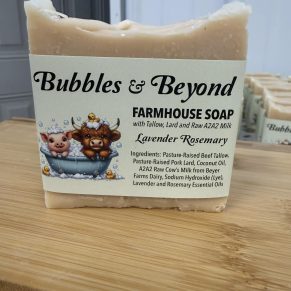 Bubbles & Beyond
FARMHOUSE SOAP
with Tallow, Lard and Raw A2A2 Milk
Lavender Rosemary
Ingredients: Pasture-Raised Beef Tallow,
Pasture-Raised Pork Lard, Coconut Oil,
A2A2 Raw Cow's Milk from Beyer
Farms Dairy, Sodium Hydroxide (Lye),
Lavender and Rosemary Essential Oils